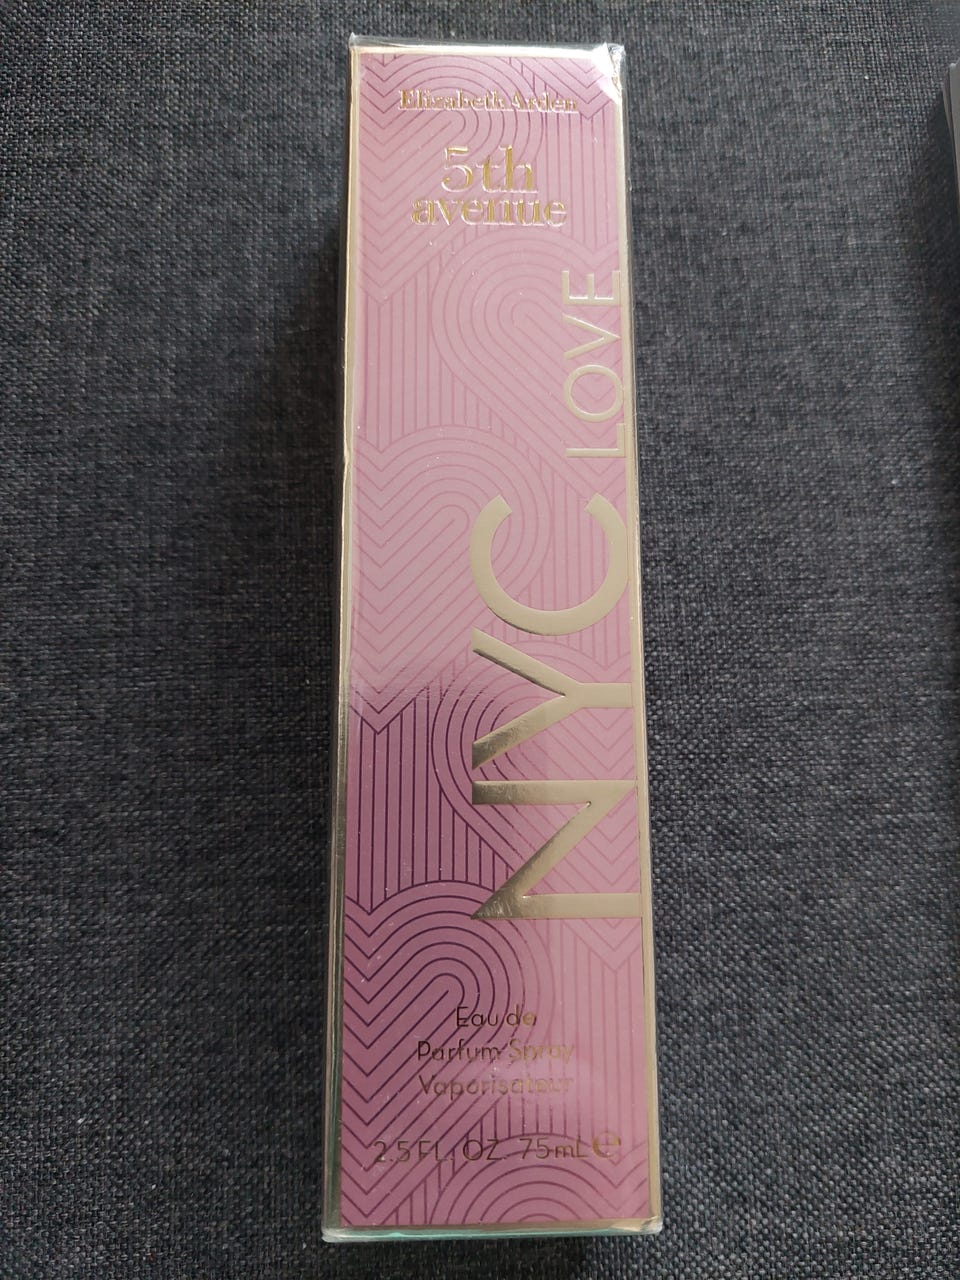 Elizabeth Arden
5th
avenue
NYC LOVE
Eau de
Parfum Spray
Vaporisateur
2.5 FL. OZ. 75 mL ℮